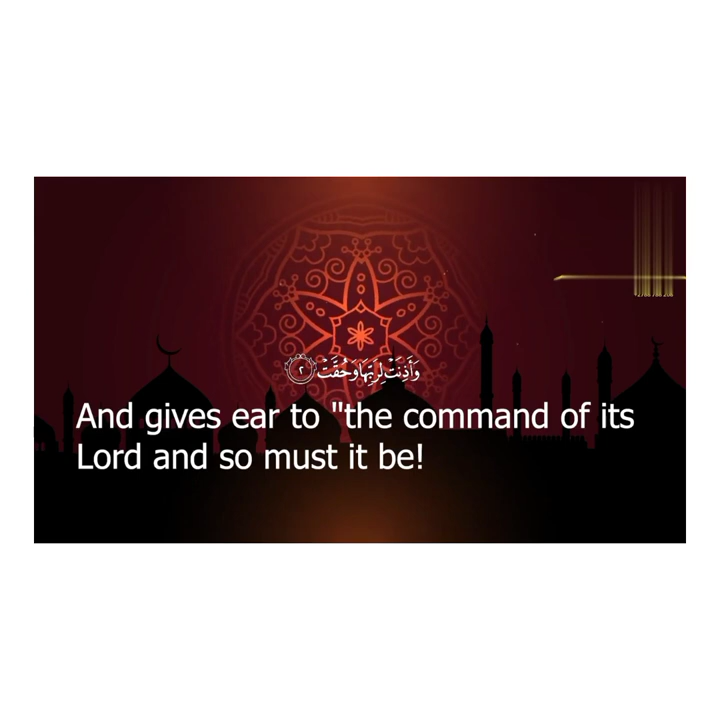 وَأَذِنَتْ لِرَبِّهَا وَحُقَّتْ ٢
And gives ear to "the command of its
Lord and so must it be!